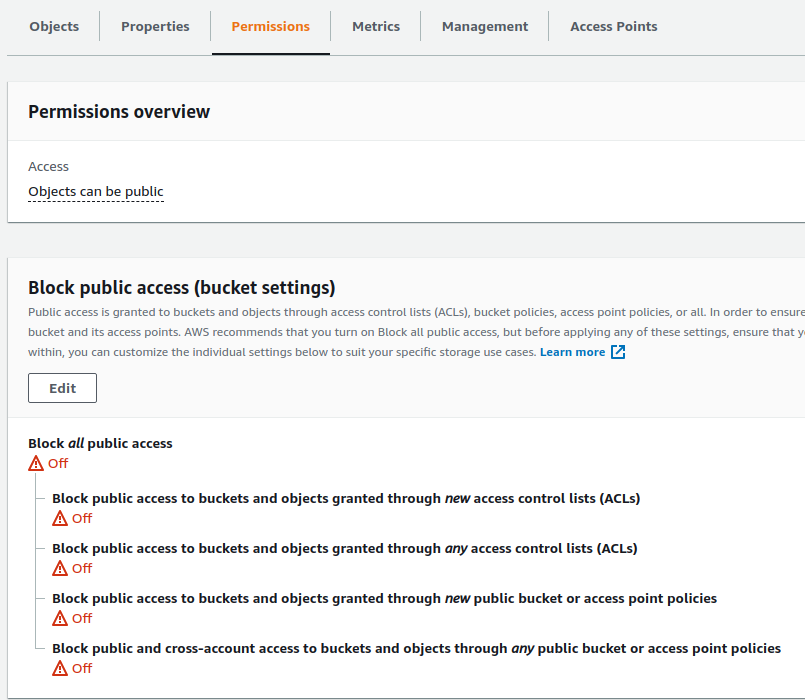 Objects
Properties
Permissions
Metrics
Management
Access Points
Permissions overview
Access
Objects can be public
Block public access (bucket settings)
Public access is granted to buckets and objects through access control lists (ACLs), bucket policies, access point policies, or all. In order to ensure
bucket and its access points. AWS recommends that you turn on Block all public access, but before applying any of these settings, ensure that
within, you can customize the individual settings below to suit your specific storage use cases. Learn more
Edit
Block all public access
Off
Block public access to buckets and objects granted through new access control lists (ACLs)
Off
Block public access to buckets and objects granted through any access control lists (ACLs)
Off
Block public access to buckets and objects granted through new public bucket or access point policies
Off
Block public and cross-account access to buckets and objects through any public bucket or access point policies
Off